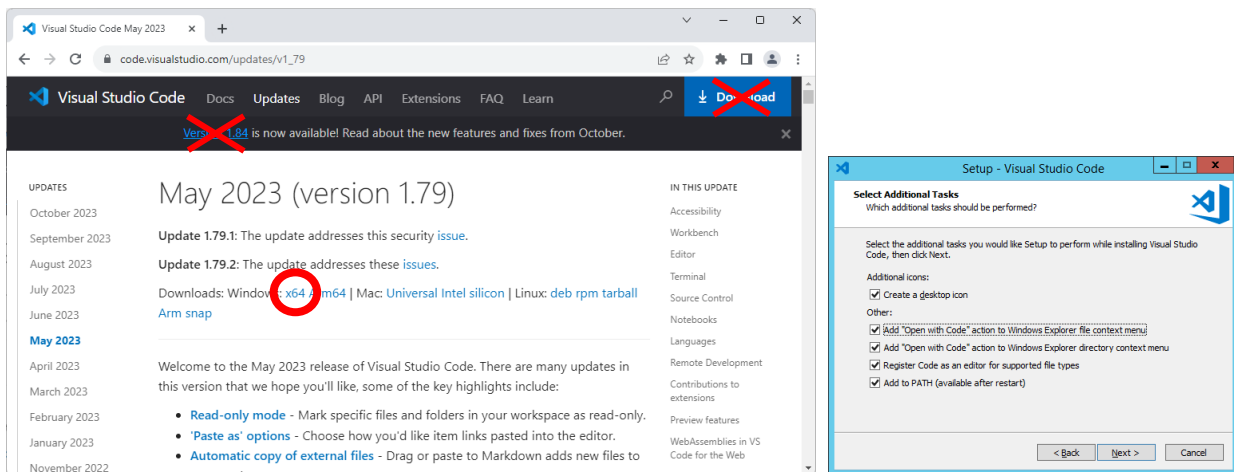 Visual Studio Code May 2023
code.visualstudio.com/updates/v1_79
Visual Studio Code Docs Updates Blog API Extensions FAQ Learn Download
Version 1.84 is now available! Read about the new features and fixes from October.
UPDATES
October 2023
September 2023
August 2023
July 2023
June 2023
May 2023
April 2023
March 2023
February 2023
January 2023
November 2022
May 2023 (version 1.79)
Update 1.79.1: The update addresses this security issue.
Update 1.79.2: The update addresses these issues.
Downloads: Windows: x64 Arm64 | Mac: Universal Intel silicon | Linux: deb rpm tarball
Arm snap
Welcome to the May 2023 release of Visual Studio Code. There are many updates in
this version that we hope you'll like, some of the key highlights include:
• Read-only mode - Mark specific files and folders in your workspace as read-only.
• 'Paste as' options - Choose how you'd like item links pasted into the editor.
• Automatic copy of external files - Drag or paste to Markdown adds new files to
IN THIS UPDATE
Accessibility
Workbench
Editor
Terminal
Source Control
Notebooks
Languages
Remote Development
Contributions to
extensions
Preview features
WebAssemblies in VS
Code for the Web
Setup - Visual Studio Code
Select Additional Tasks
Which additional tasks should be performed?
Select the additional tasks you would like Setup to perform while installing Visual Studio
Code, then click Next.
Additional icons:
Create a desktop icon
Other:
Add "Open with Code" action to Windows Explorer file context menu
Add "Open with Code" action to Windows Explorer directory context menu
Register Code as an editor for supported file types
Add to PATH (available after restart)
< Back Next > Cancel